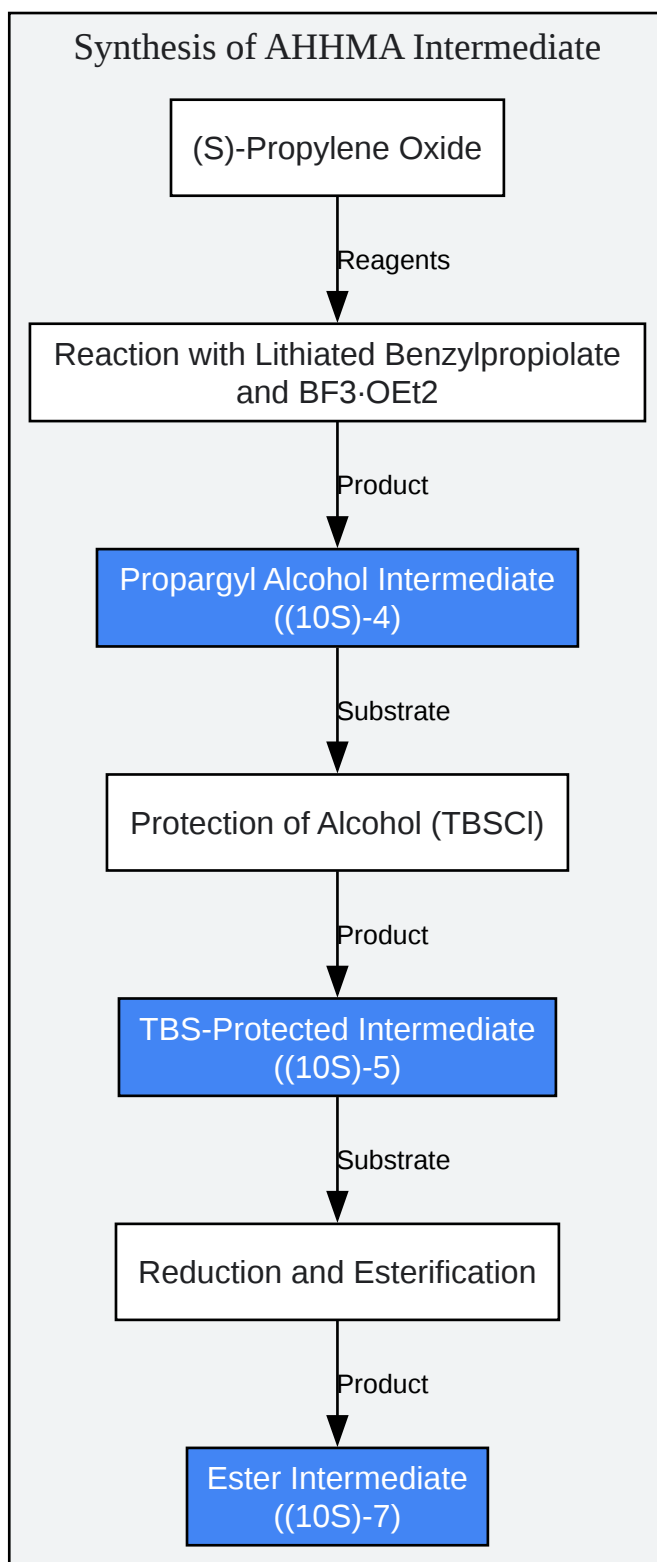 Synthesis of AHHMA Intermediate
(S)-Propylene Oxide
Reagents
Reaction with Lithiated Benzylpropiolate
and BF3·OEt2
Product
Propargyl Alcohol Intermediate
((10S)-4)
Substrate
Protection of Alcohol (TBSCl)
Product
TBS-Protected Intermediate
((10S)-5)
Substrate
Reduction and Esterification
Product
Ester Intermediate
((10S)-7)